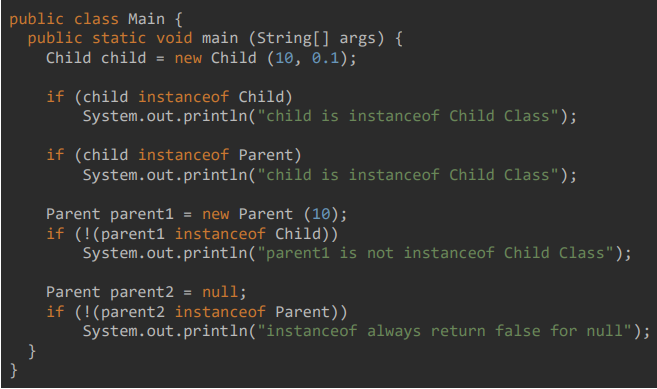 public class Main {
  public static void main (String[] args) {
    Child child = new Child (10, 0.1);

    if (child instanceof Child)
        System.out.println("child is instanceof Child Class");

    if (child instanceof Parent)
        System.out.println("child is instanceof Child Class");

    Parent parent1 = new Parent (10);
    if (!(parent1 instanceof Child))
        System.out.println("parent1 is not instanceof Child Class");

    Parent parent2 = null;
    if (!(parent2 instanceof Parent))
        System.out.println("instanceof always return false for null");
  }
}